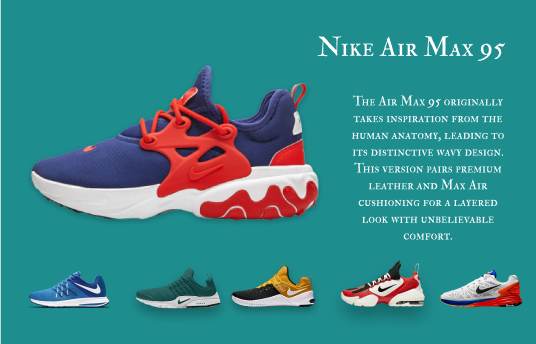 Nike Air Max 95
The Air Max 95 originally
takes inspiration from the
human anatomy, leading to
its distinctive wavy design.
This version pairs premium
leather and Max Air
cushioning for a layered
look with unbelievable
comfort.